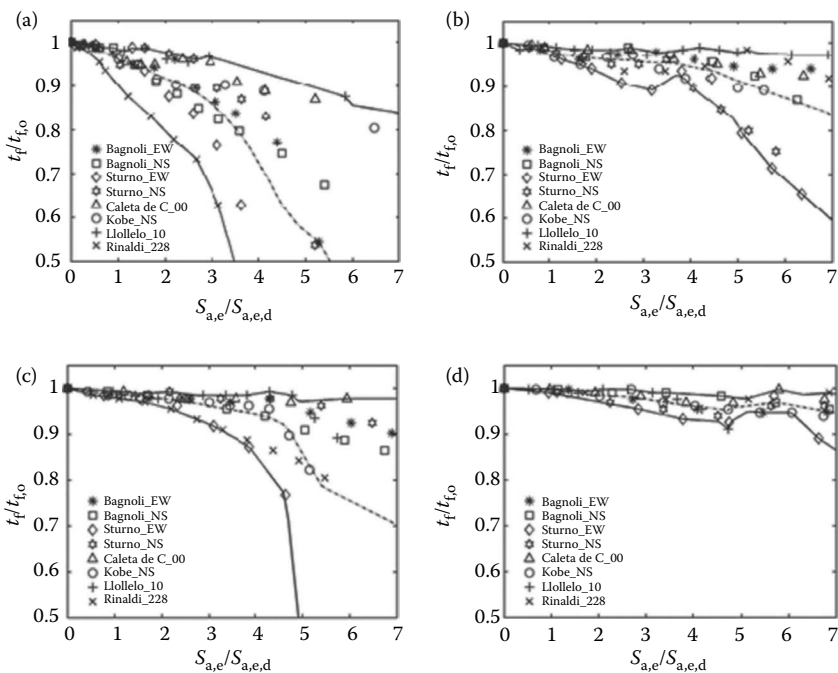 (a)
1
0.9
0.8
0.7
0.6
0.5
t_f/t_f,o
Bagnoli_EW
Bagnoli_NS
Sturno_EW
Sturno_NS
Caleta de C_00
Kobe_NS
Llollelo_10
Rinaldi_228
0 1 2 3 4 5 6 7
S_a,e/S_a,e,d
(b)
1
0.9
0.8
0.7
0.6
0.5
t_f/t_f,o
Bagnoli_EW
Bagnoli_NS
Sturno_EW
Sturno_NS
Caleta de C_00
Kobe_NS
Llollelo_10
Rinaldi_228
0 1 2 3 4 5 6 7
S_a,e/S_a,e,d
(c)
1
0.9
0.8
0.7
0.6
0.5
t_f/t_f,o
Bagnoli_EW
Bagnoli_NS
Sturno_EW
Sturno_NS
Caleta de C_00
Kobe_NS
Llollelo_10
Rinaldi_228
0 1 2 3 4 5 6 7
S_a,e/S_a,e,d
(d)
1
0.9
0.8
0.7
0.6
0.5
t_f/t_f,o
Bagnoli_EW
Bagnoli_NS
Sturno_EW
Sturno_NS
Caleta de C_00
Kobe_NS
Llollelo_10
Rinaldi_228
0 1 2 3 4 5 6 7
S_a,e/S_a,e,d